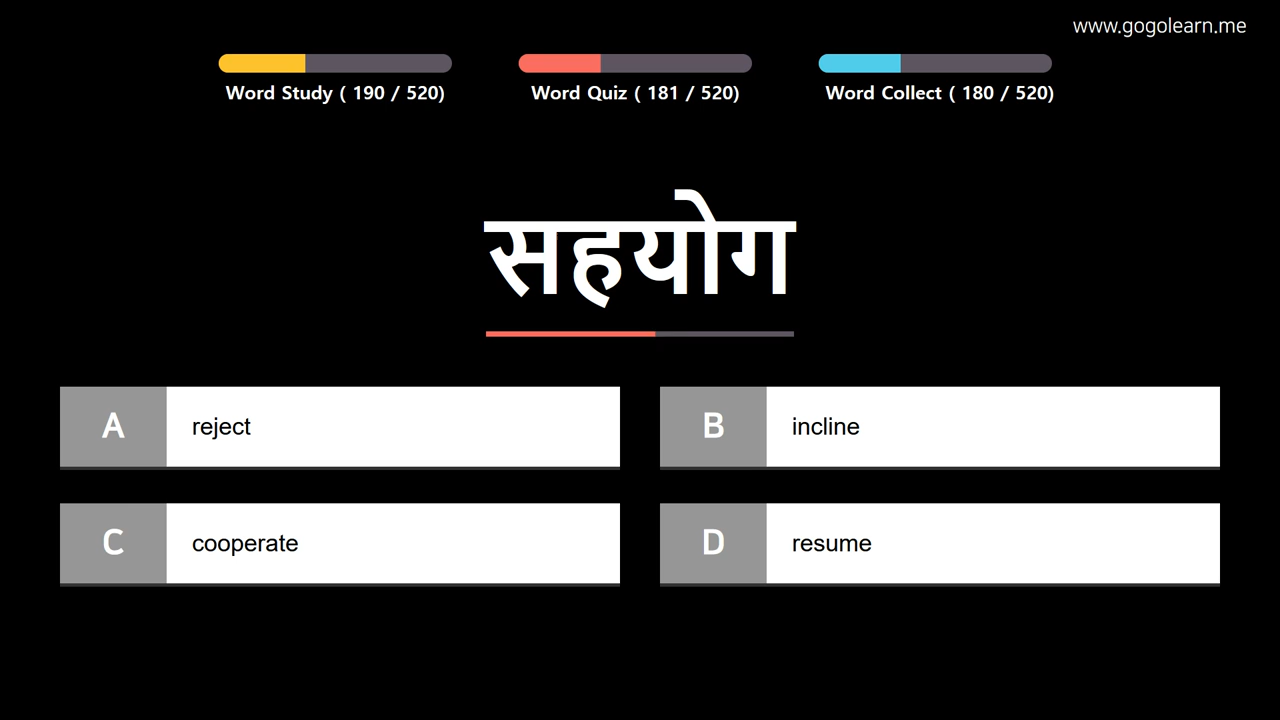 www.gogolearn.me
Word Study ( 190 / 520)
Word Quiz ( 181 / 520)
Word Collect ( 180 / 520)
सहयोग
A reject
B incline
C cooperate
D resume